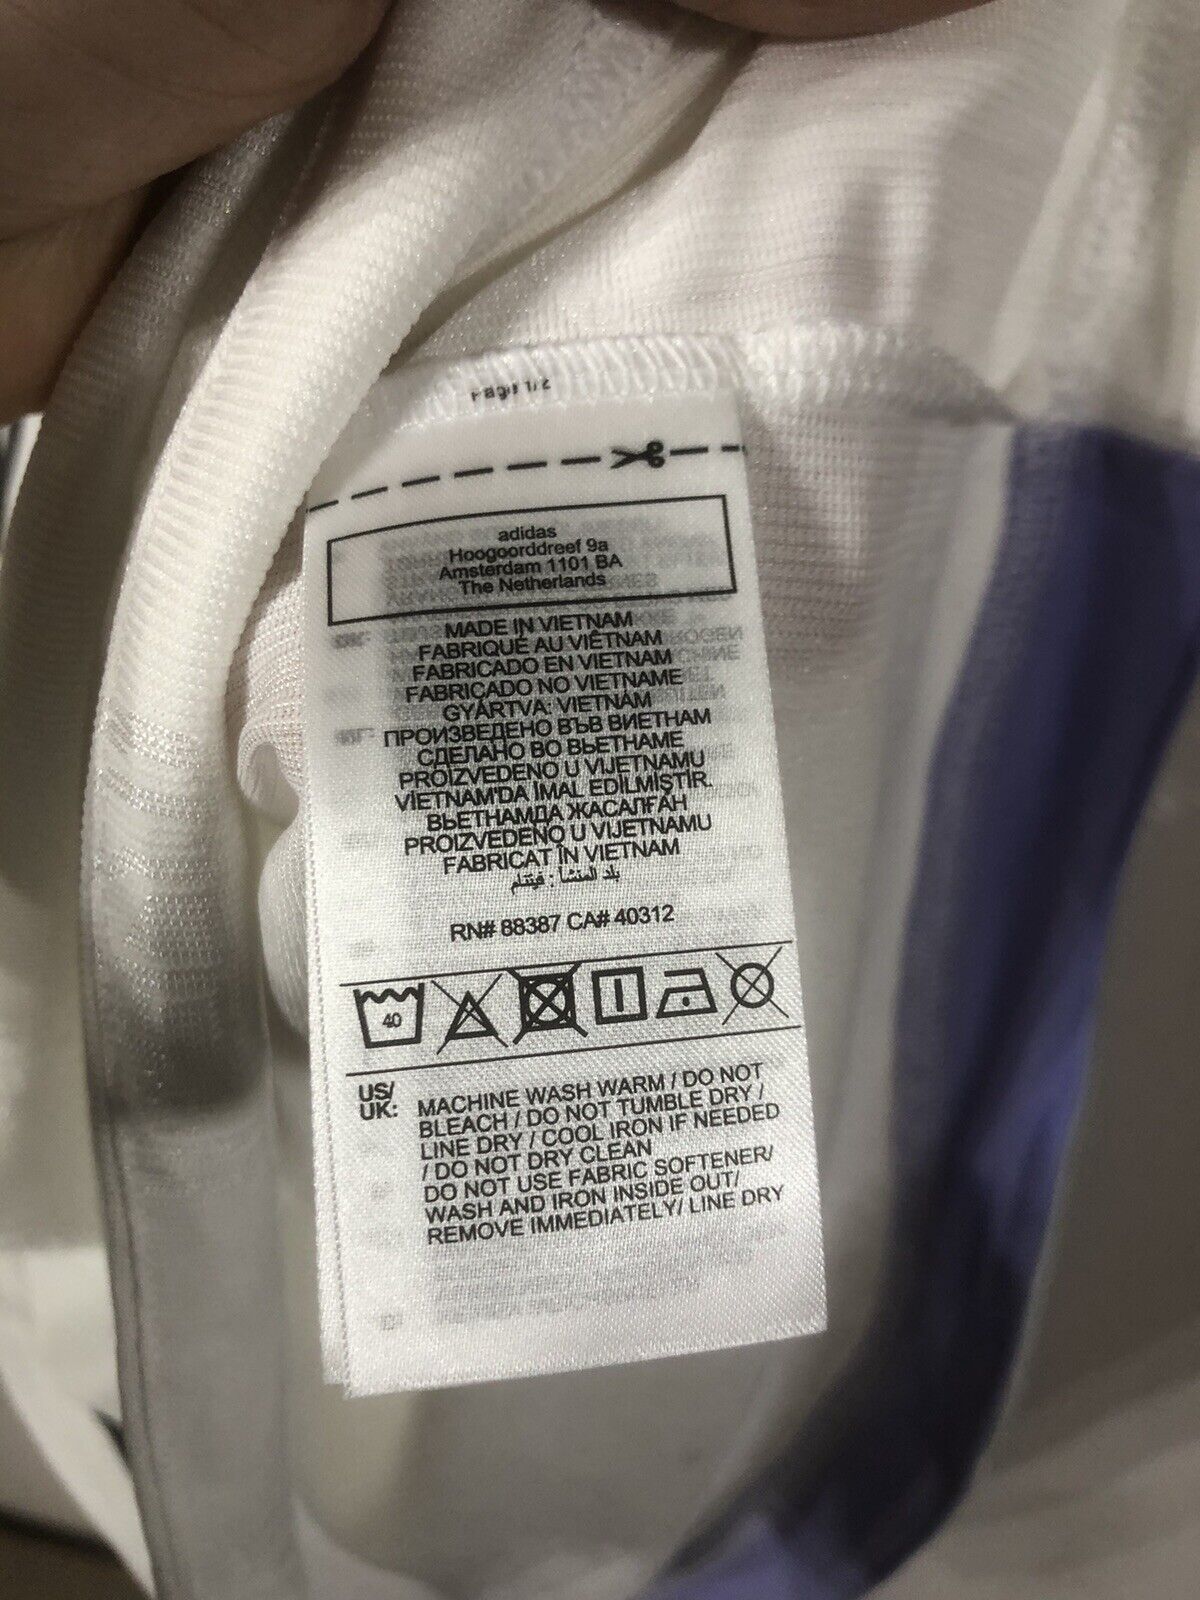 adidas
Hoogoorddreef 9a
Amsterdam 1101 BA
The Netherlands
MADE IN VIETNAM
FABRIQUÉ AU VIÊTNAM
FABRICADO EN VIETNAM
FABRICADO NO VIETNAME
GYÁRTVA: VIETNÁM
ПРОИЗВЕДЕНО ВЪВ ВИЕТНАМ
СДЕЛАНО ВО ВЬЕТНАМЕ
PROIZVEDENO U VIJETNAMU
VİETNAM'DA İMAL EDİLMİŞTİR.
ВЬЕТНАМДА ЖАСАЛҒАН
PROIZVEDENO U VIJETNAMU
FABRICAT ÎN VIETNAM
بلد المنشأ : فيتنام
RN# 88387 CA# 40312
40
US/
UK: MACHINE WASH WARM / DO NOT
BLEACH / DO NOT TUMBLE DRY /
LINE DRY / COOL IRON IF NEEDED
/ DO NOT DRY CLEAN
DO NOT USE FABRIC SOFTENER/
WASH AND IRON INSIDE OUT/
REMOVE IMMEDIATELY/ LINE DRY